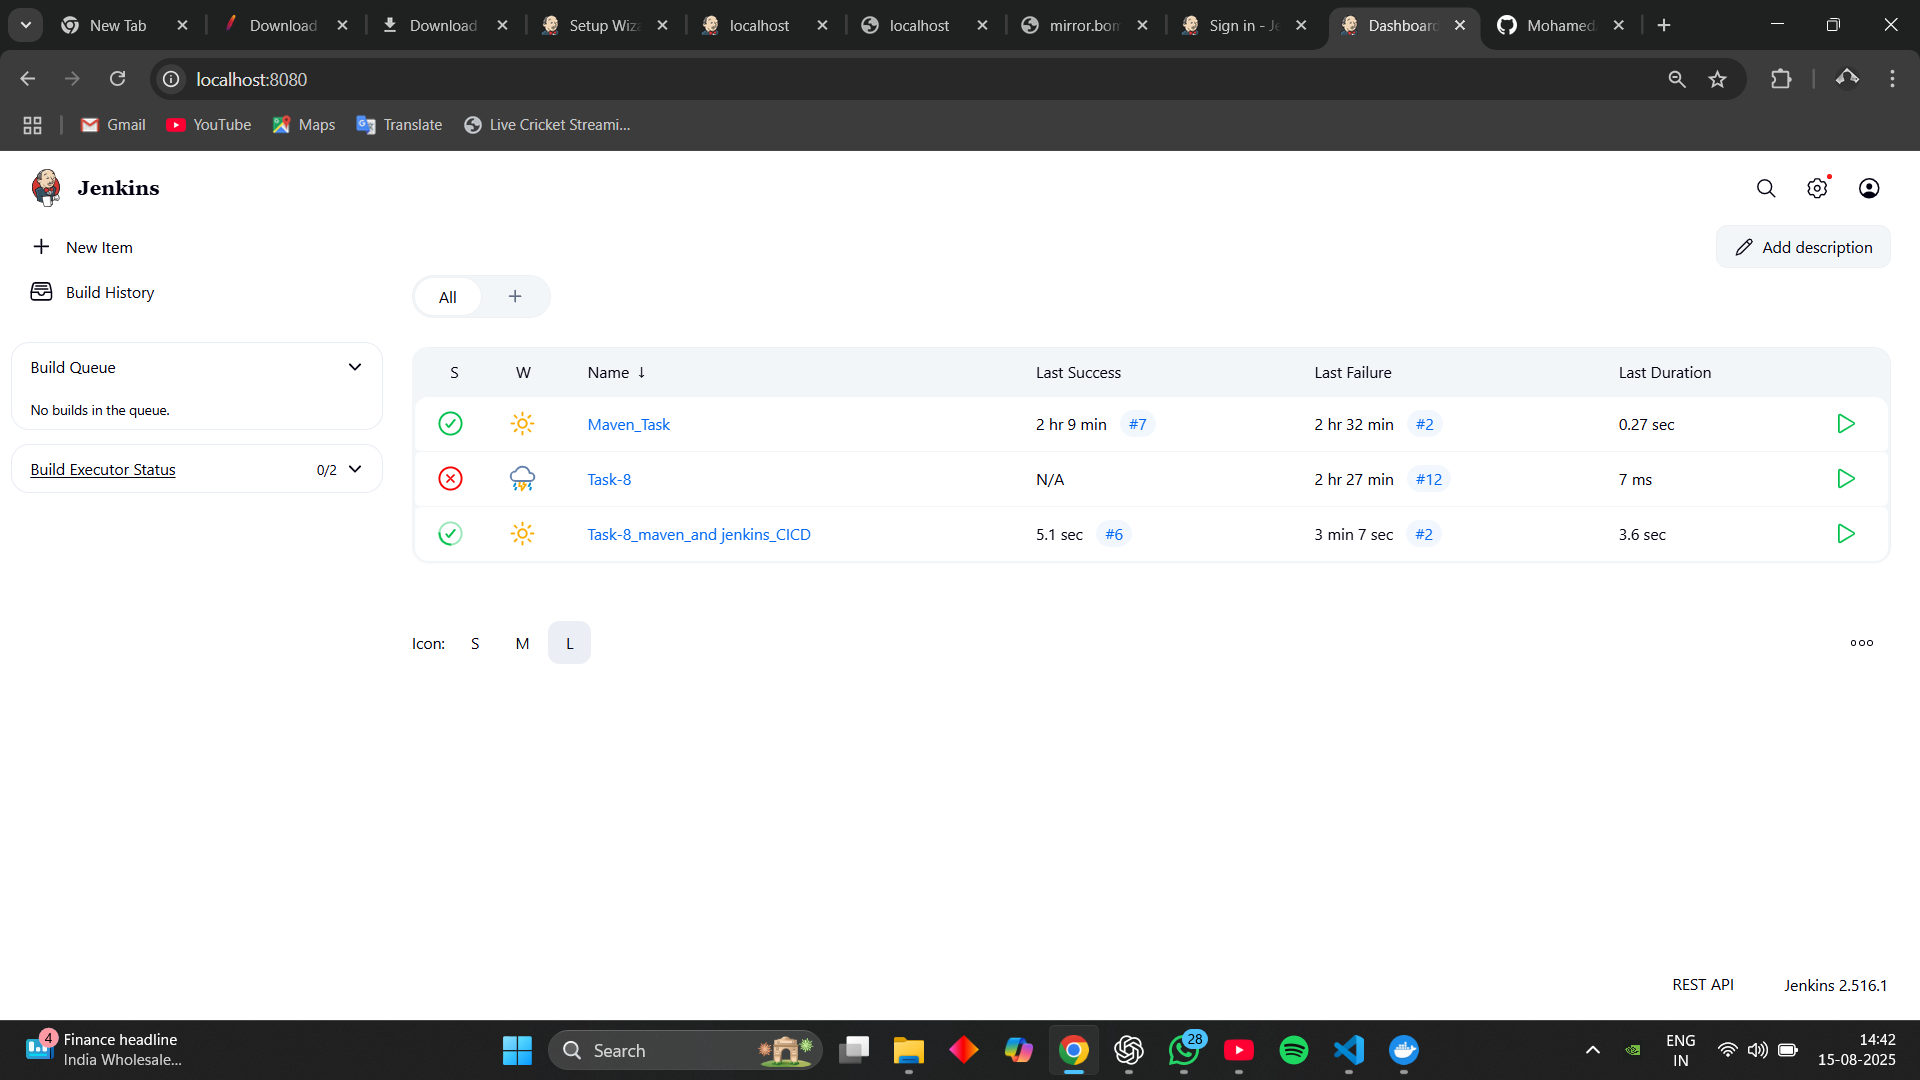 New Tab
Download
Download
Setup Wiza
localhost
localhost
mirror.bom
Sign in - Je
Dashboard
Mohamed
localhost:8080
Gmail
YouTube
Maps
Translate
Live Cricket Streami...
Jenkins
New Item
Add description
Build History
All
Build Queue
No builds in the queue.
Build Executor Status 0/2
S W Name ↓ Last Success Last Failure Last Duration
Maven_Task 2 hr 9 min #7 2 hr 32 min #2 0.27 sec
Task-8 N/A 2 hr 27 min #12 7 ms
Task-8_maven_and jenkins_CICD 5.1 sec #6 3 min 7 sec #2 3.6 sec
Icon: S M L
REST API Jenkins 2.516.1
4
Finance headline
India Wholesale...
Search
28
ENG
IN
14:42
15-08-2025